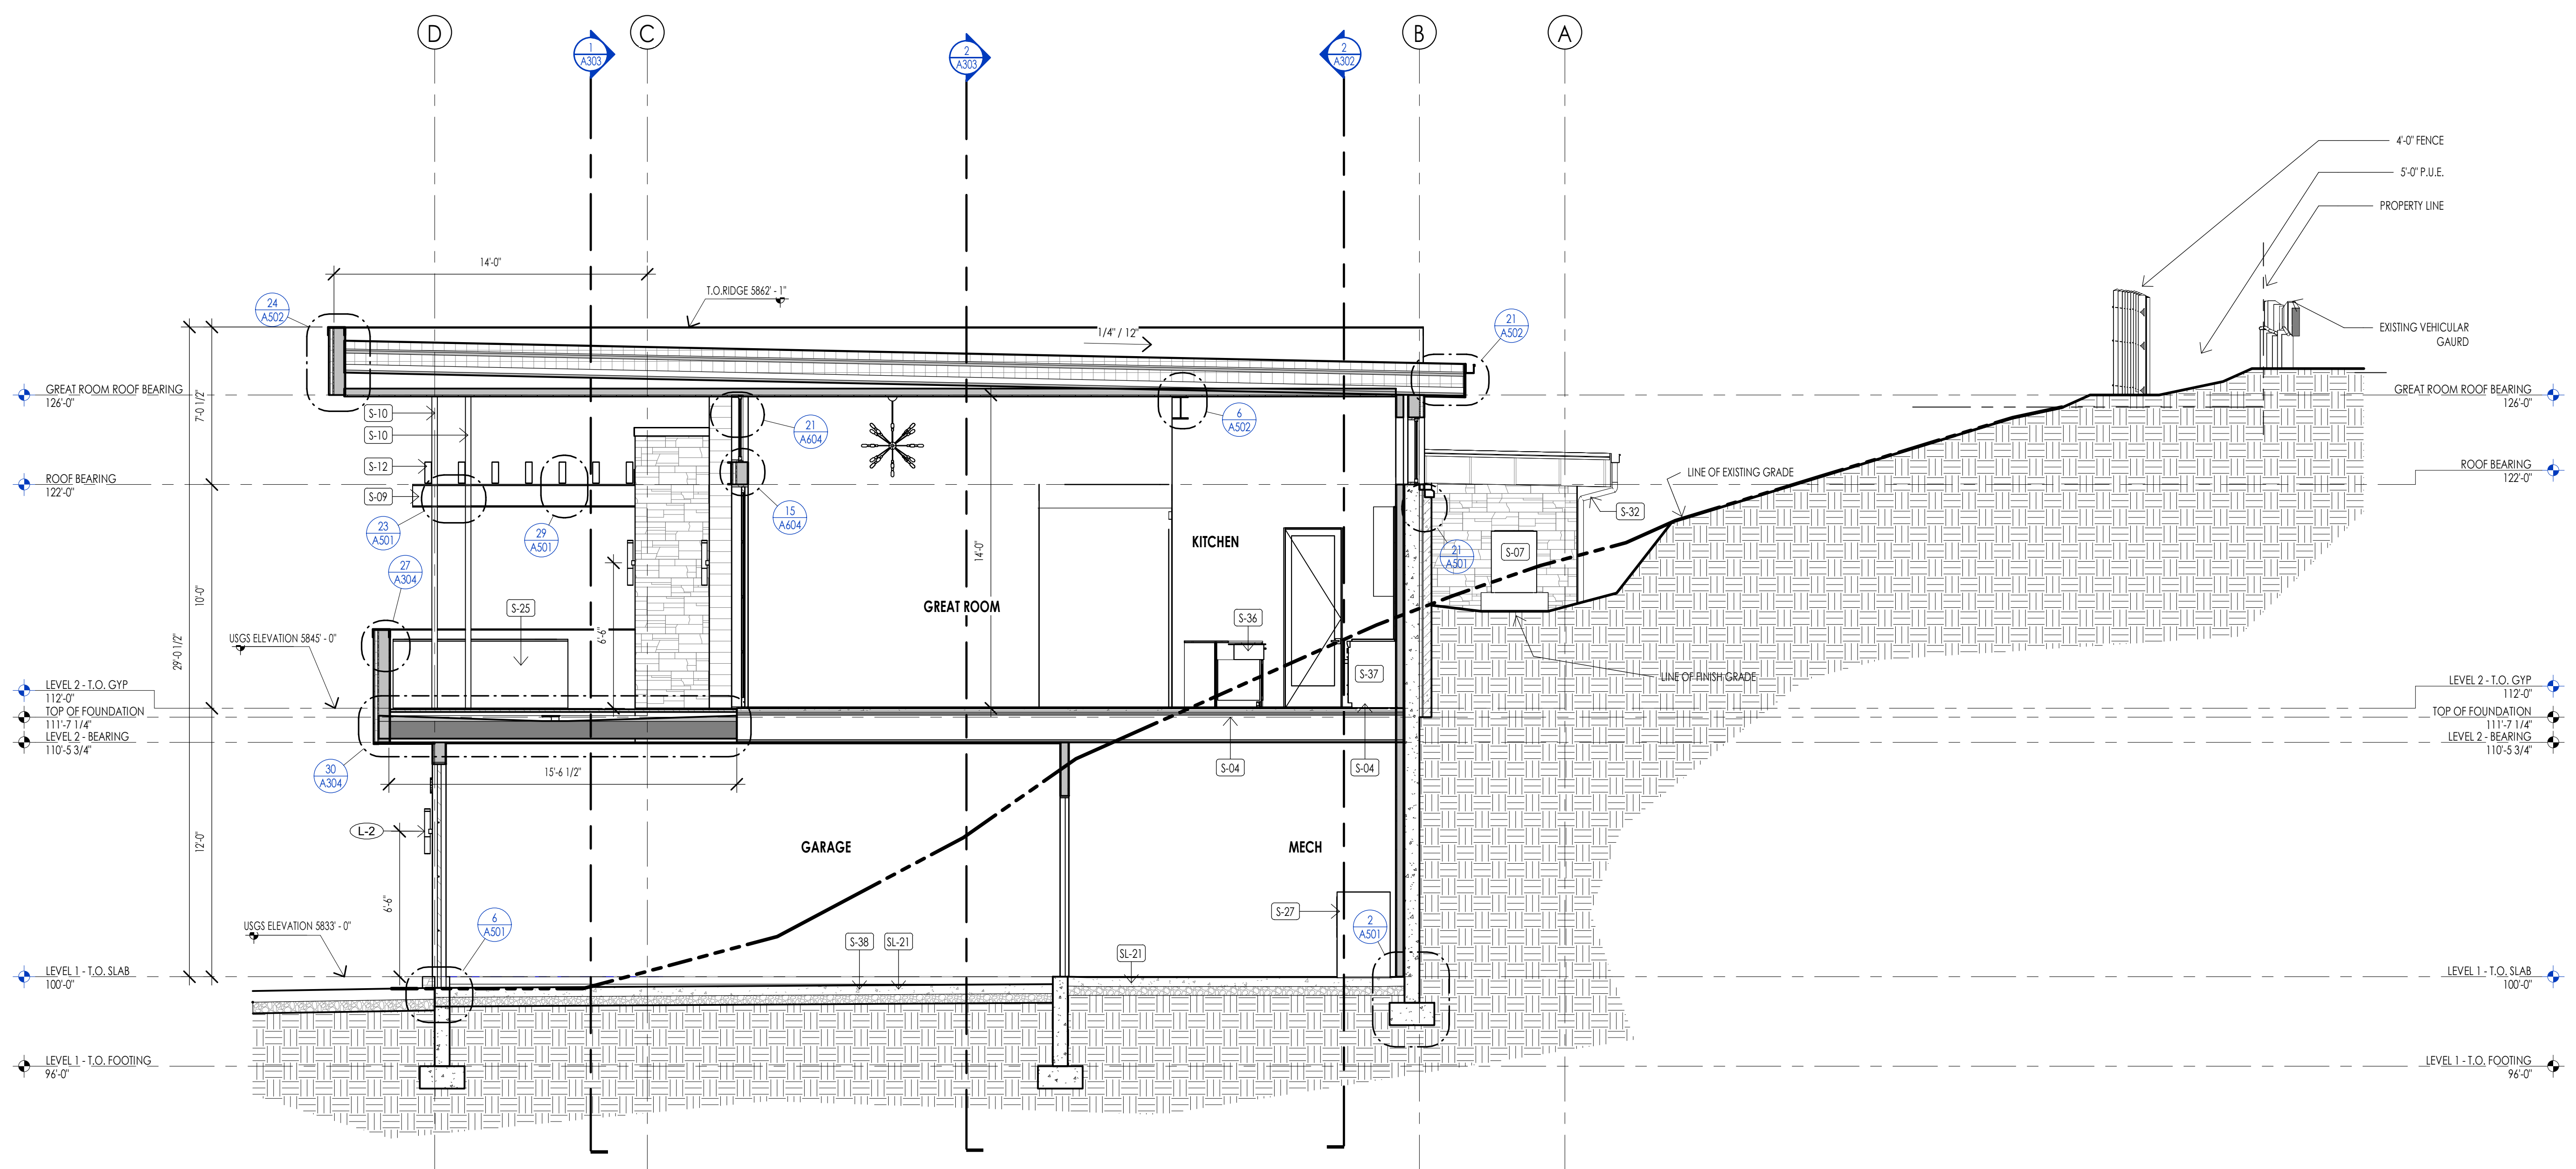 D
C
B
A
1
A303
2
A303
2
A302
4'-0" FENCE
5'-0" P.U.E.
PROPERTY LINE
EXISTING VEHICULAR
GAURD
14'-0"
T.O.RIDGE 5862' - 1"
24
A502
1/4" / 12"
21
A502
GREAT ROOM ROOF BEARING
126'-0"
7'-0 1/2"
S-10
S-10
S-12
S-09
21
A604
6
A502
GREAT ROOM ROOF BEARING
126'-0"
ROOF BEARING
122'-0"
23
A501
29
A501
15
A604
LINE OF EXISTING GRADE
S-32
ROOF BEARING
122'-0"
27
A304
14'-0"
KITCHEN
21
A501
S-07
10'-0"
29'-0 1/2"
S-25
6'-6"
GREAT ROOM
S-36
S-37
LINE OF FINISH GRADE
USGS ELEVATION 5845' - 0"
LEVEL 2 - T.O. GYP
112'-0"
TOP OF FOUNDATION
111'-7 1/4"
LEVEL 2 - BEARING
110'-5 3/4"
LEVEL 2 - T.O. GYP
112'-0"
TOP OF FOUNDATION
111'-7 1/4"
LEVEL 2 - BEARING
110'-5 3/4"
30
A304
15'-6 1/2"
S-04
S-04
12'-0"
L-2
6'-6"
GARAGE
MECH
USGS ELEVATION 5833' - 0"
6
A501
S-38
SL-21
SL-21
S-27
2
A501
LEVEL 1 - T.O. SLAB
100'-0"
LEVEL 1 - T.O. SLAB
100'-0"
LEVEL 1 - T.O. FOOTING
96'-0"
LEVEL 1 - T.O. FOOTING
96'-0"